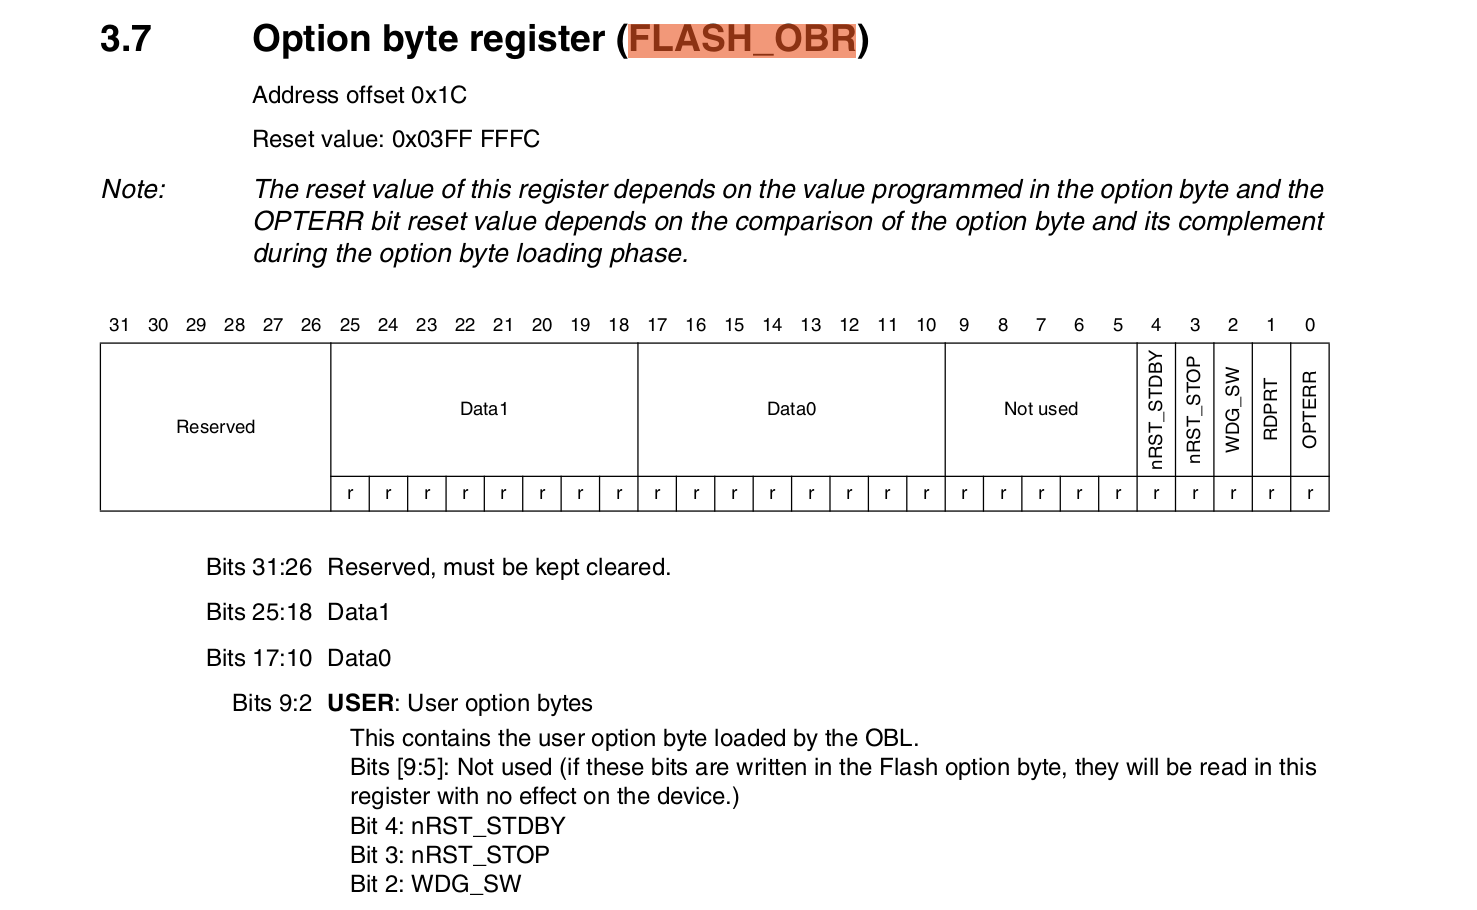 3.7 Option byte register (FLASH_OBR)
Address offset 0x1C
Reset value: 0x03FF FFFC
Note: The reset value of this register depends on the value programmed in the option byte and the
OPTERR bit reset value depends on the comparison of the option byte and its complement
during the option byte loading phase.
31 30 29 28 27 26 25 24 23 22 21 20 19 18 17 16 15 14 13 12 11 10 9 8 7 6 5 4 3 2 1 0
Reserved Data1 Data0 Not used nRST_STDBY nRST_STOP WDG_SW RDPRT OPTERR
r r r r r r r r r r r r r r r r r r r r r r r r r r
Bits 31:26 Reserved, must be kept cleared.
Bits 25:18 Data1
Bits 17:10 Data0
Bits 9:2 USER: User option bytes
This contains the user option byte loaded by the OBL.
Bits [9:5]: Not used (if these bits are written in the Flash option byte, they will be read in this
register with no effect on the device.)
Bit 4: nRST_STDBY
Bit 3: nRST_STOP
Bit 2: WDG_SW